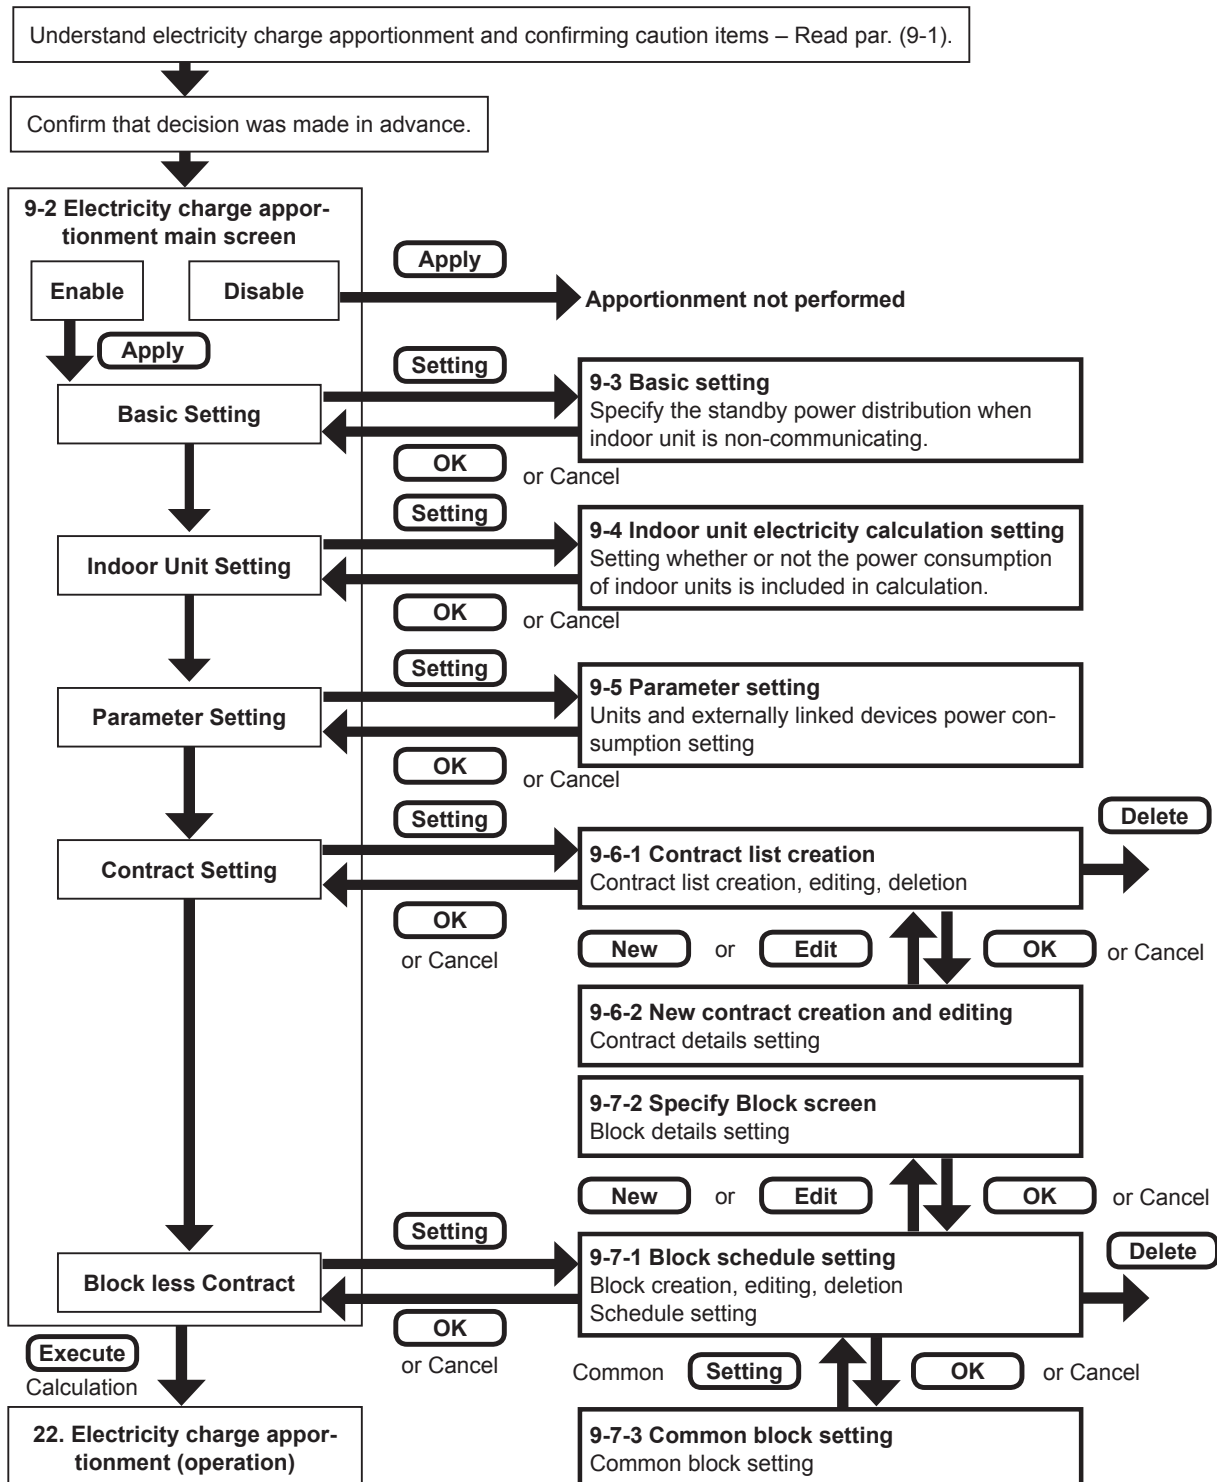 Understand electricity charge apportionment and confirming caution items – Read par. (9-1).
Confirm that decision was made in advance.
9-2 Electricity charge appor-
tionment main screen
Enable
Disable
Apply
Apportionment not performed
Apply
Basic Setting
Setting
9-3 Basic setting
Specify the standby power distribution when
indoor unit is non-communicating.
OK
or Cancel
Indoor Unit Setting
Setting
9-4 Indoor unit electricity calculation setting
Setting whether or not the power consumption
of indoor units is included in calculation.
OK
or Cancel
Parameter Setting
Setting
9-5 Parameter setting
Units and externally linked devices power con-
sumption setting
OK
or Cancel
Contract Setting
Setting
9-6-1 Contract list creation
Contract list creation, editing, deletion
Delete
OK
or Cancel
New or Edit
OK or Cancel
9-6-2 New contract creation and editing
Contract details setting
9-7-2 Specify Block screen
Block details setting
New or Edit
OK or Cancel
Block less Contract
Setting
9-7-1 Block schedule setting
Block creation, editing, deletion
Schedule setting
Delete
OK
or Cancel
Common Setting
OK or Cancel
Execute
Calculation
22. Electricity charge appor-
tionment (operation)
9-7-3 Common block setting
Common block setting